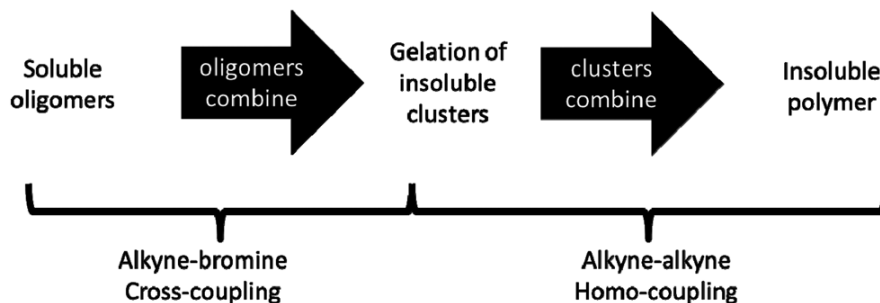 Soluble
oligomers
oligomers
combine
Gelation of
insoluble
clusters
clusters
combine
Insoluble
polymer
Alkyne-bromine
Cross-coupling
Alkyne-alkyne
Homo-coupling